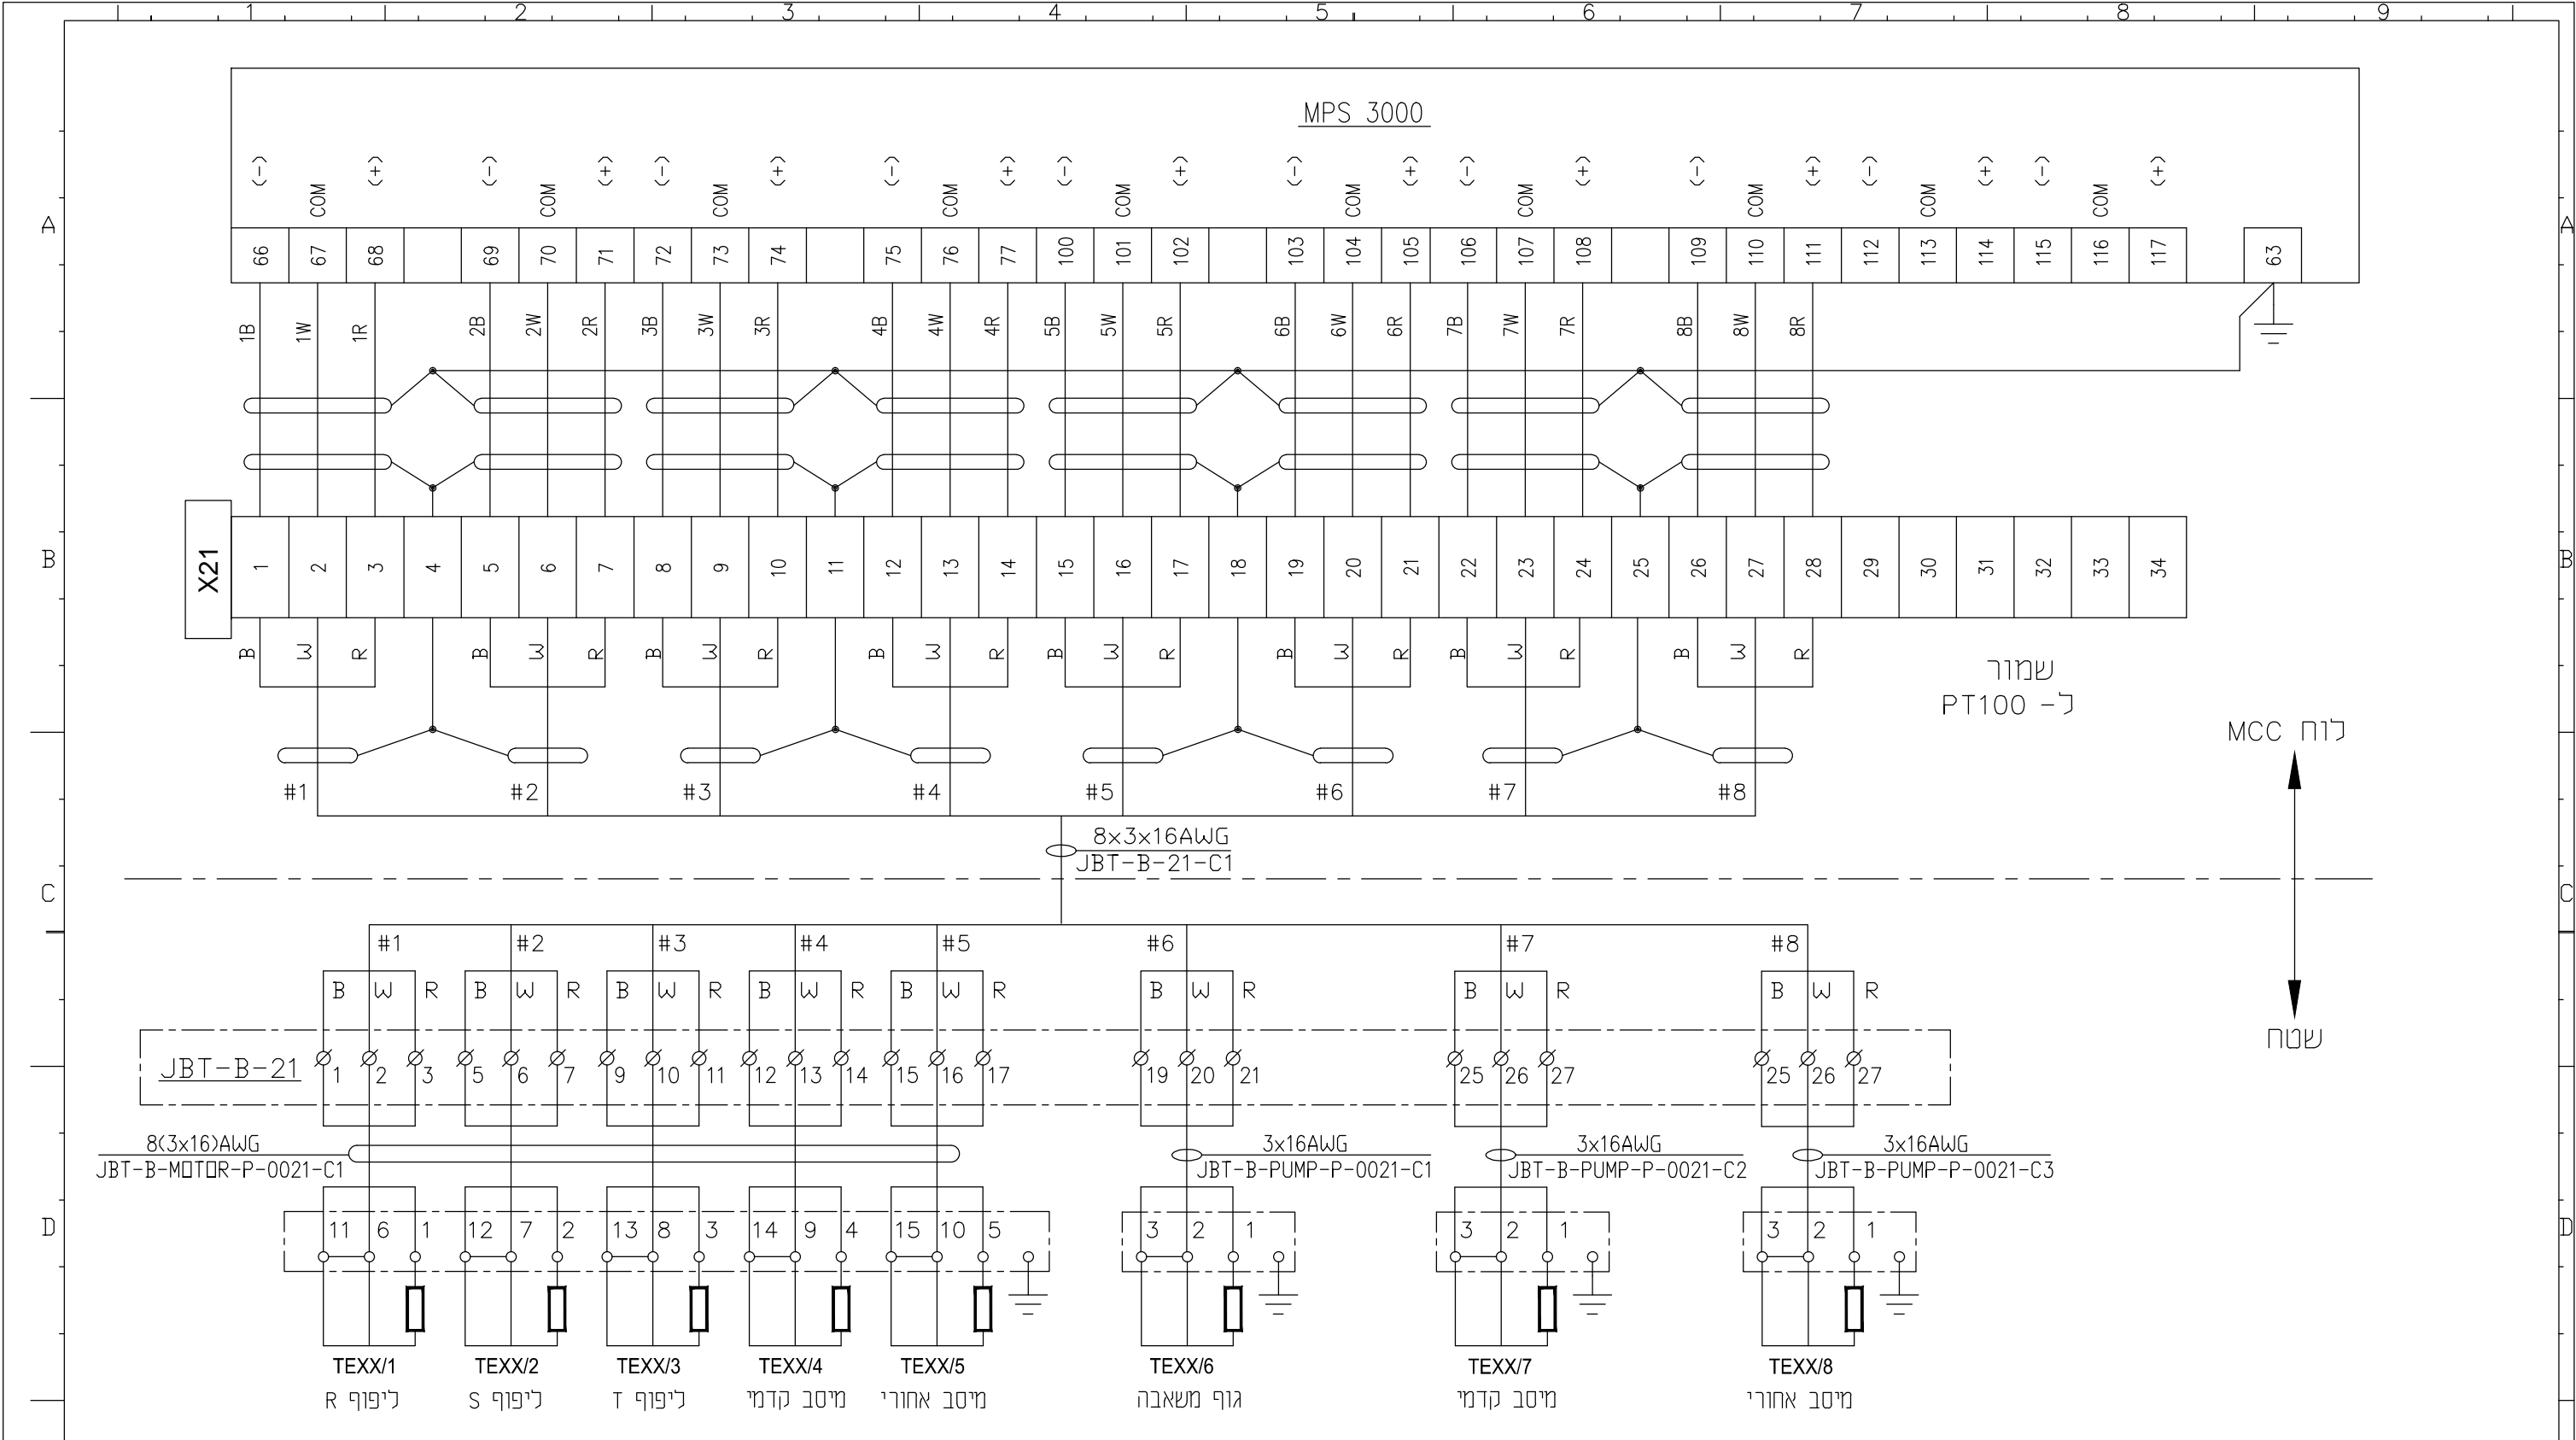 1 2 3 4 5 6 7 8 9
MPS 3000
(-) COM (+) (-) COM (+) (-) COM (+) (-) COM (+) (-) COM (+) (-) COM (+) (-) COM (+) (-) COM (+) (-) COM (+) (-) COM (+)
A A
66 67 68 69 70 71 72 73 74 75 76 77 100 101 102 103 104 105 106 107 108 109 110 111 112 113 114 115 116 117 63
1B 1W 1R 2B 2W 2R 3B 3W 3R 4B 4W 4R 5B 5W 5R 6B 6W 6R 7B 7W 7R 8B 8W 8R
B B
X21 1 2 3 4 5 6 7 8 9 10 11 12 13 14 15 16 17 18 19 20 21 22 23 24 25 26 27 28 29 30 31 32 33 34
B W R B W R B W R B W R B W R B W R B W R B W R
שמור
ל- PT100
לוח MCC
#1 #2 #3 #4 #5 #6 #7 #8
8x3x16AWG
JBT-B-21-C1
C C
#1 #2 #3 #4 #5 #6 #7 #8
B W R B W R B W R B W R B W R B W R B W R B W R
שטח
JBT-B-21 1 2 3 5 6 7 9 10 11 12 13 14 15 16 17 19 20 21 25 26 27 25 26 27
8(3x16)AWG 3x16AWG 3x16AWG 3x16AWG
JBT-B-MOTOR-P-0021-C1 JBT-B-PUMP-P-0021-C1 JBT-B-PUMP-P-0021-C2 JBT-B-PUMP-P-0021-C3
D D
11 6 1 12 7 2 13 8 3 14 9 4 15 10 5 3 2 1 3 2 1 3 2 1
TEXX/1 TEXX/2 TEXX/3 TEXX/4 TEXX/5 TEXX/6 TEXX/7 TEXX/8
ליפוף R
ליפוף S
ליפוף T
מיסב קדמי
מיסב אחורי
גוף משאבה
מיסב קדמי
מיסב אחורי